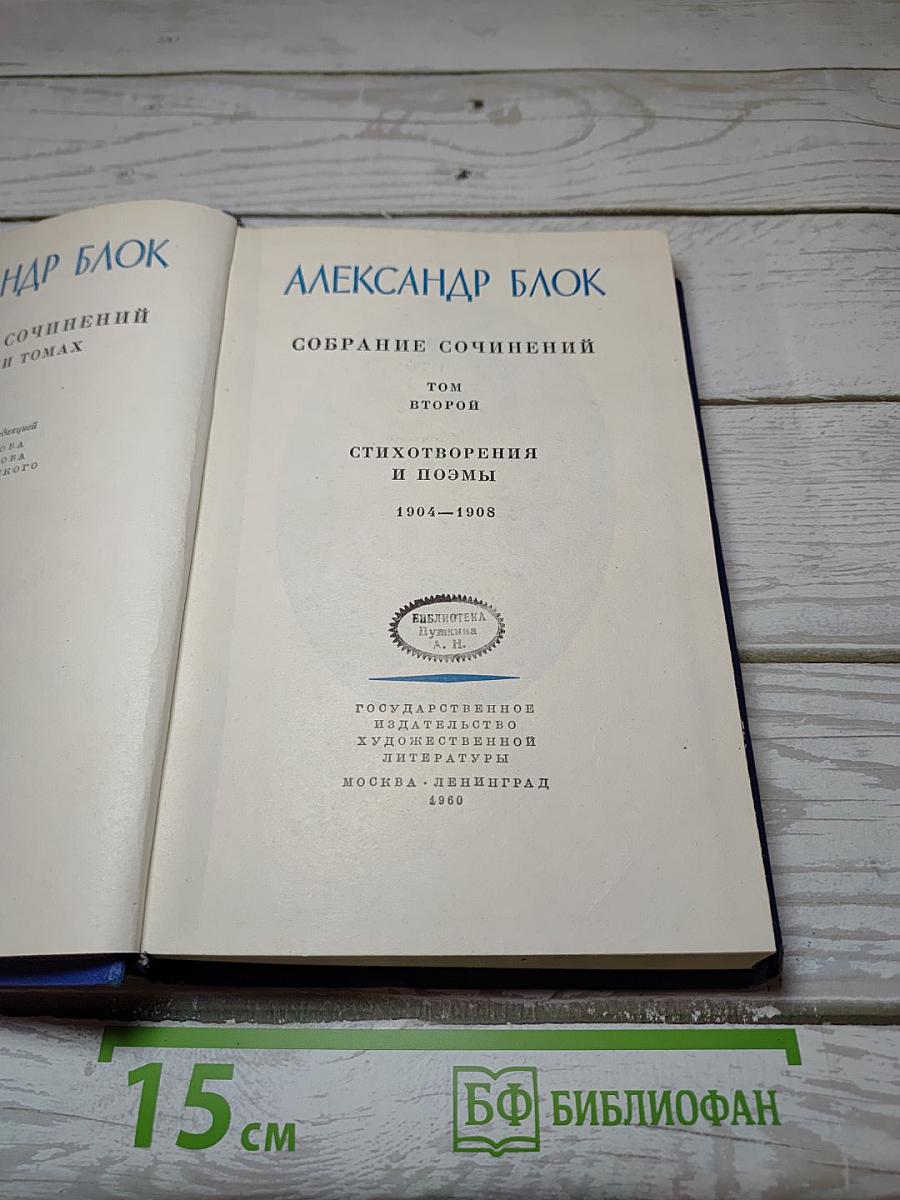 БЛОК
СОЧИНЕНИЙ
ТОМАХ
АЛЕКСАНДР БЛОК
СОБРАНИЕ СОЧИНЕНИЙ
ТОМ
ВТОРОЙ
СТИХОТВОРЕНИЯ
И ПОЭМЫ
1904—1908
БИБЛИОТЕКА
Пушкина
А. Н.
ГОСУДАРСТВЕННОЕ
ИЗДАТЕЛЬСТВО
ХУДОЖЕСТВЕННОЙ
ЛИТЕРАТУРЫ
МОСКВА · ЛЕНИНГРАД
1960
15 см
БФ БИБЛИОФАН